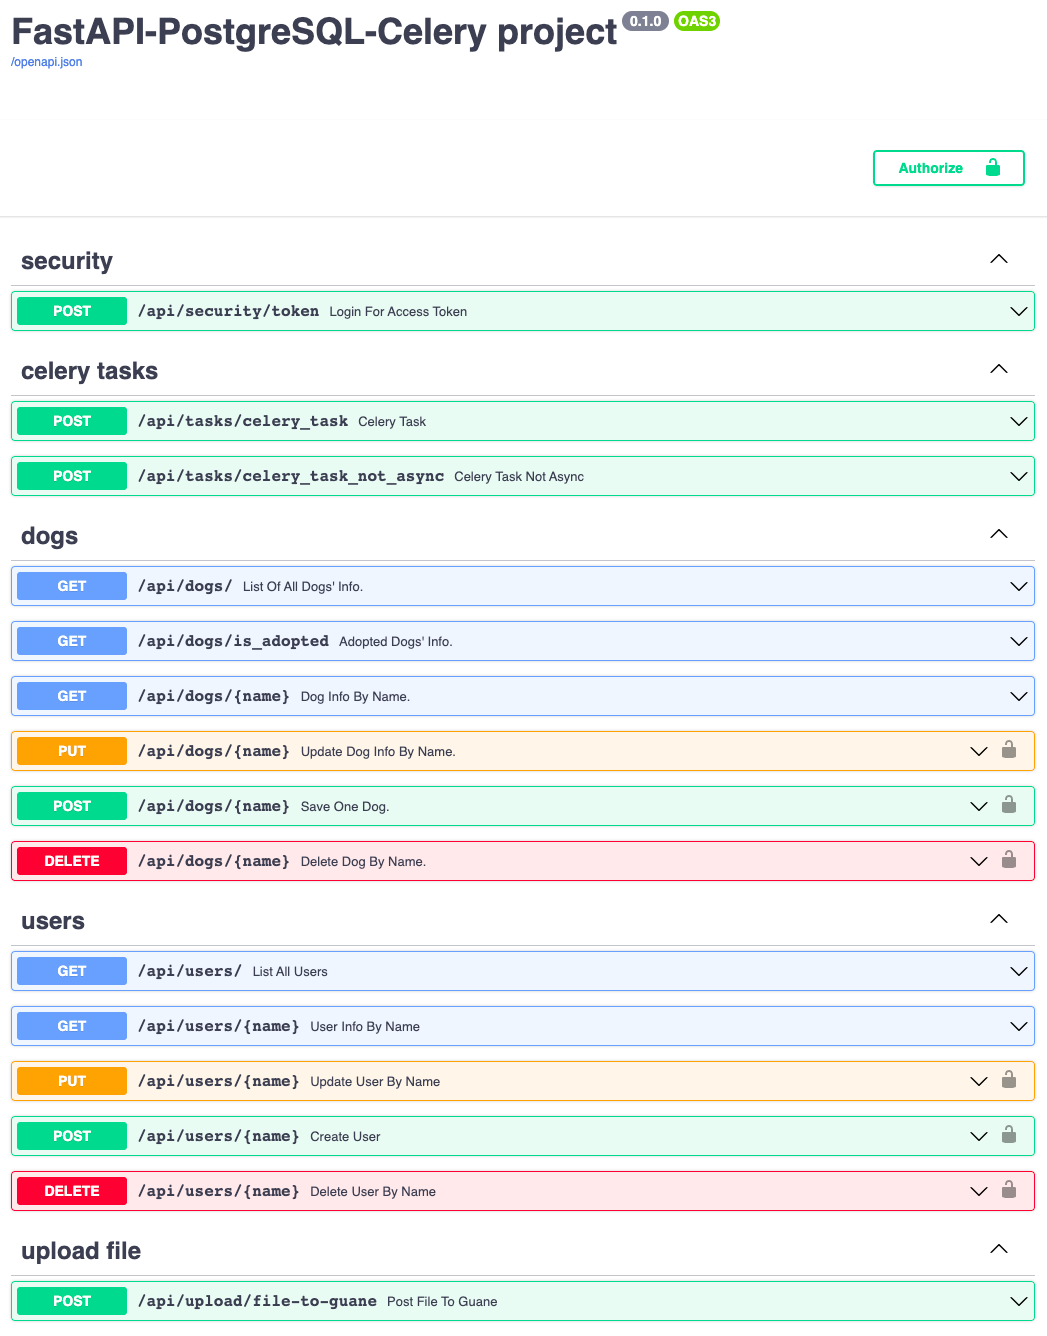 FastAPI-PostgreSQL-Celery project 0.1.0 OAS3
/openapi.json
Authorize
security
POST /api/security/token Login For Access Token
celery tasks
POST /api/tasks/celery_task Celery Task
POST /api/tasks/celery_task_not_async Celery Task Not Async
dogs
GET /api/dogs/ List Of All Dogs' Info.
GET /api/dogs/is_adopted Adopted Dogs' Info.
GET /api/dogs/{name} Dog Info By Name.
PUT /api/dogs/{name} Update Dog Info By Name.
POST /api/dogs/{name} Save One Dog.
DELETE /api/dogs/{name} Delete Dog By Name.
users
GET /api/users/ List All Users
GET /api/users/{name} User Info By Name
PUT /api/users/{name} Update User By Name
POST /api/users/{name} Create User
DELETE /api/users/{name} Delete User By Name
upload file
POST /api/upload/file-to-guane Post File To Guane